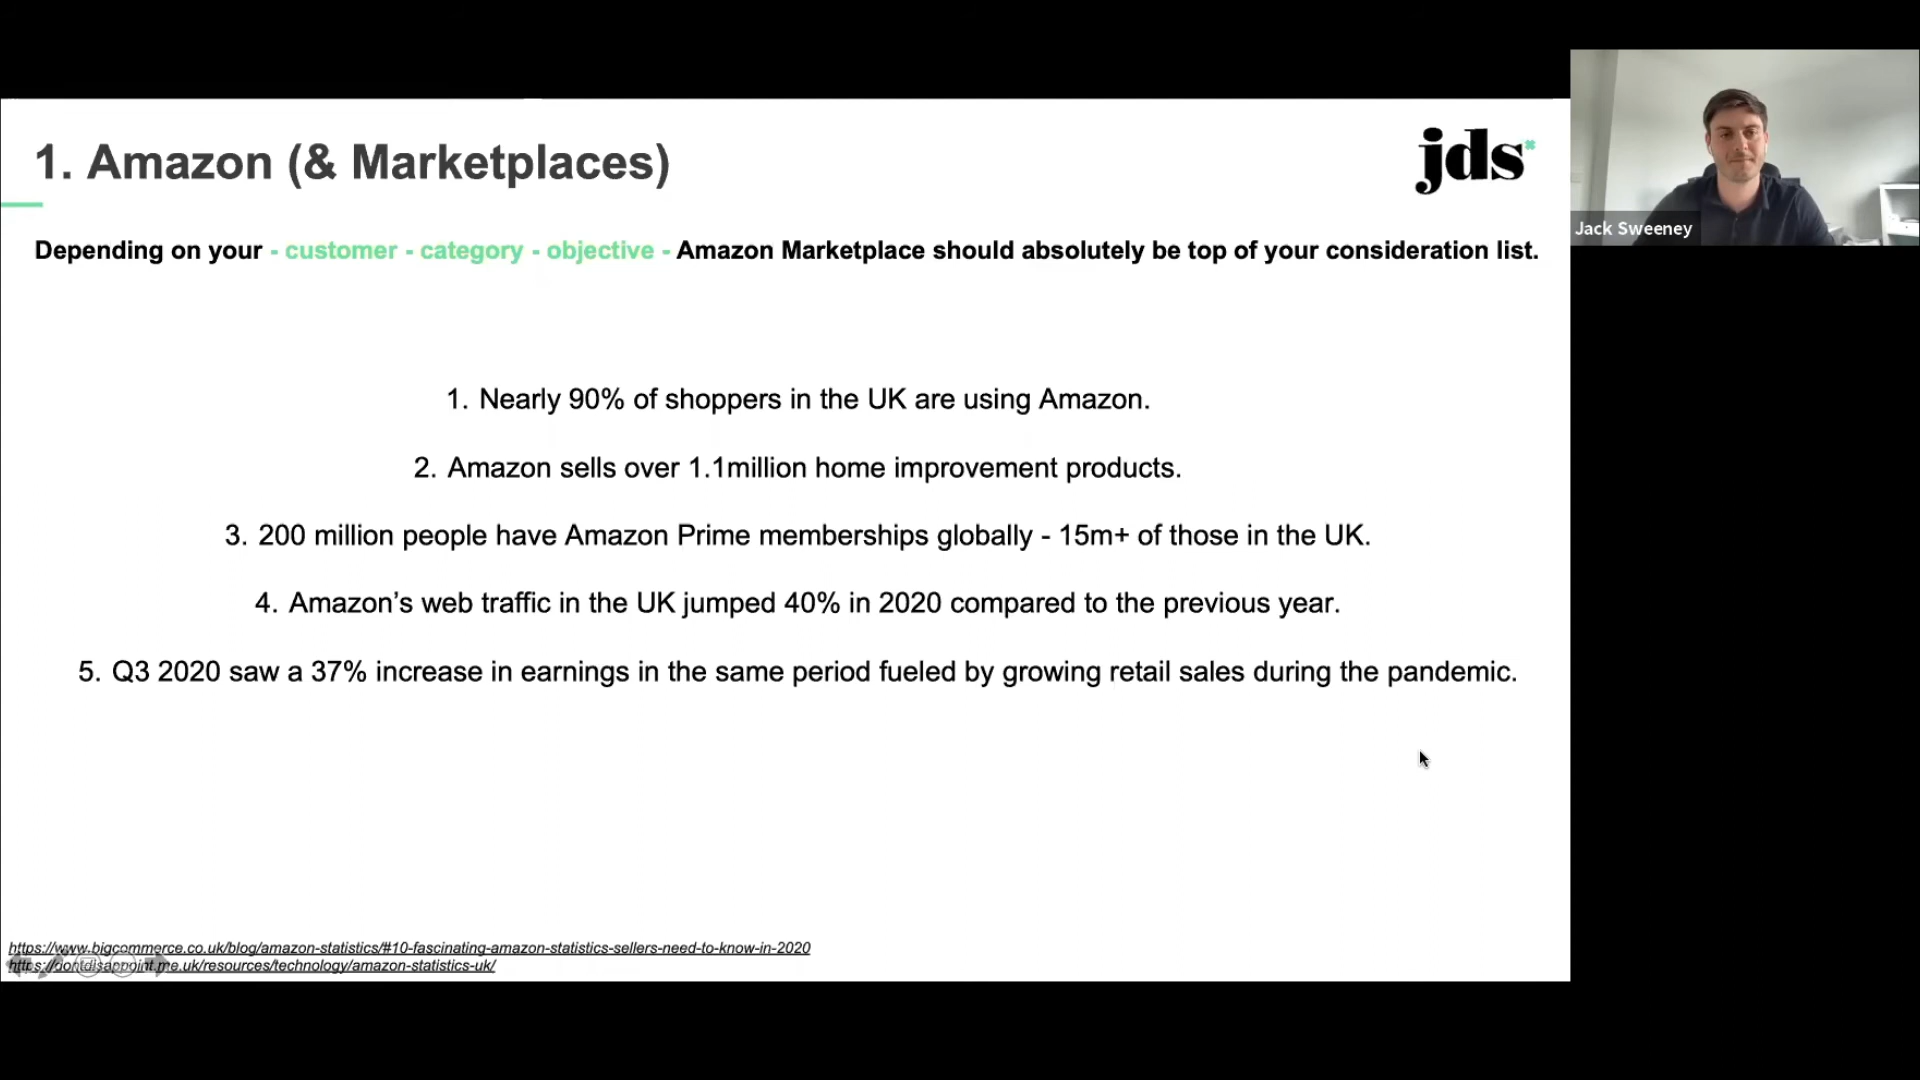 1. Amazon (& Marketplaces)
jds
Depending on your - customer - category - objective - Amazon Marketplace should absolutely be top of your consideration list.
Jack Sweeney
1. Nearly 90% of shoppers in the UK are using Amazon.
2. Amazon sells over 1.1million home improvement products.
3. 200 million people have Amazon Prime memberships globally - 15m+ of those in the UK.
4. Amazon’s web traffic in the UK jumped 40% in 2020 compared to the previous year.
5. Q3 2020 saw a 37% increase in earnings in the same period fueled by growing retail sales during the pandemic.
https://www.bigcommerce.co.uk/blog/amazon-statistics/#10-fascinating-amazon-statistics-sellers-need-to-know-in-2020
https://dontdisappoint.me.uk/resources/technology/amazon-statistics-uk/